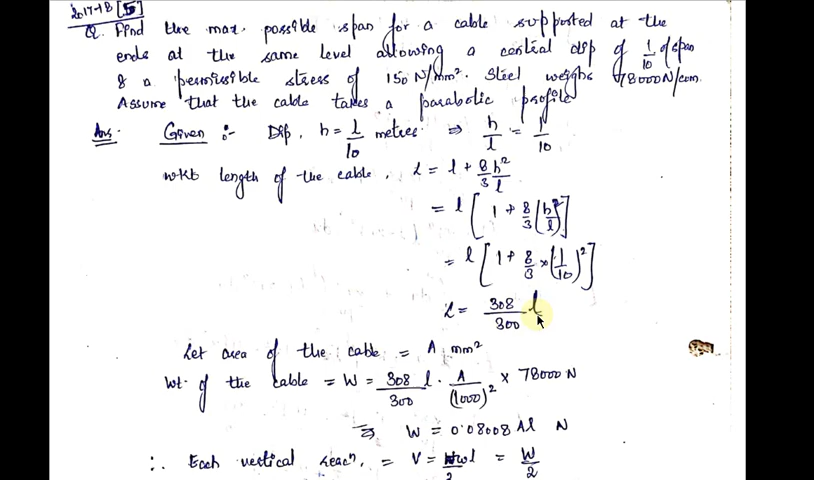 2017-18 [5]
Q. Find the max. possible span for a cable supported at the
ends at the same level allowing a central dip of 1/10 of span
& a permissible stress of 150 N/mm². Steel weighs 78000 N/cum.
Assume that the cable takes a parabolic profile.
Ans. Given :- Dip, h = l/10 metres ⇒ h/l = 1/10
wkt length of the cable, L = l + 8/3 h²/l
= l [ 1 + 8/3 (h/l)² ]
= l [ 1 + 8/3 × (1/10)² ]
L = 308/300 l
Let area of the cable = A mm²
Wt. of the cable = W = 308/300 l . A/(1000)² × 78000 N
⇒ W = 0.08008 Al N
∴ Each vertical reacn, = V = wl/2 = W/2